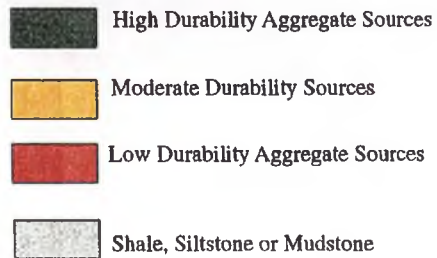 High Durability Aggregate Sources
Moderate Durability Sources
Low Durability Aggregate Sources
Shale, Siltstone or Mudstone